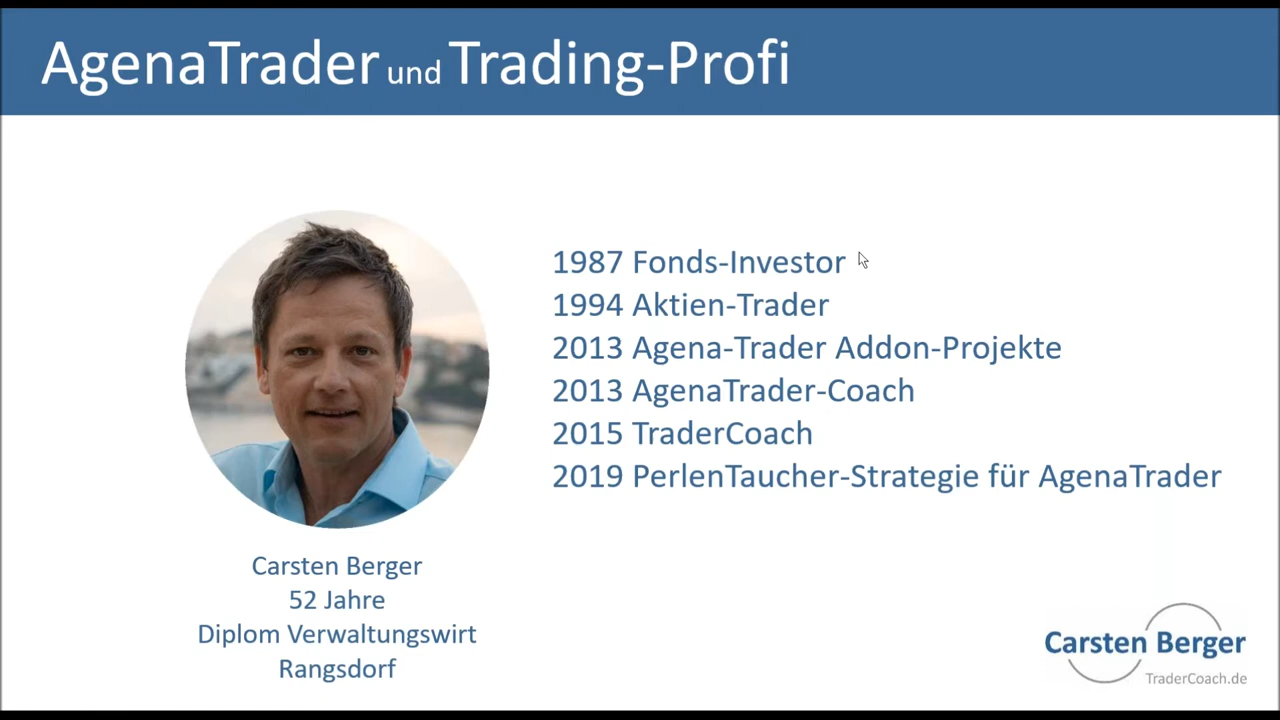 AgenaTrader und Trading-Profi
1987 Fonds-Investor
1994 Aktien-Trader
2013 Agena-Trader Addon-Projekte
2013 AgenaTrader-Coach
2015 TraderCoach
2019 PerlenTaucher-Strategie für AgenaTrader
Carsten Berger
52 Jahre
Diplom Verwaltungswirt
Rangsdorf
Carsten Berger
TraderCoach.de